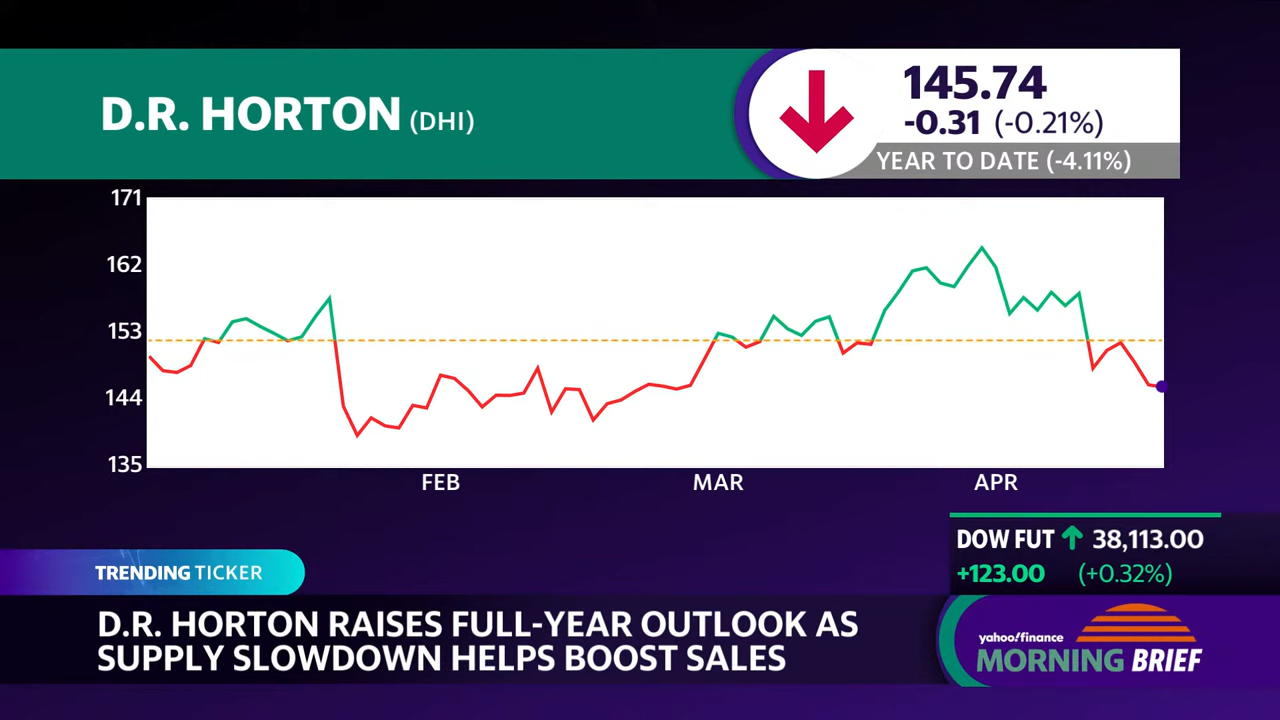 D.R. HORTON (DHI)
145.74
-0.31 (-0.21%)
YEAR TO DATE (-4.11%)
171
162
153
144
135
FEB MAR APR
DOW FUT 38,113.00
+123.00 (+0.32%)
TRENDING TICKER
D.R. HORTON RAISES FULL-YEAR OUTLOOK AS
SUPPLY SLOWDOWN HELPS BOOST SALES
yahoo!finance
MORNING BRIEF